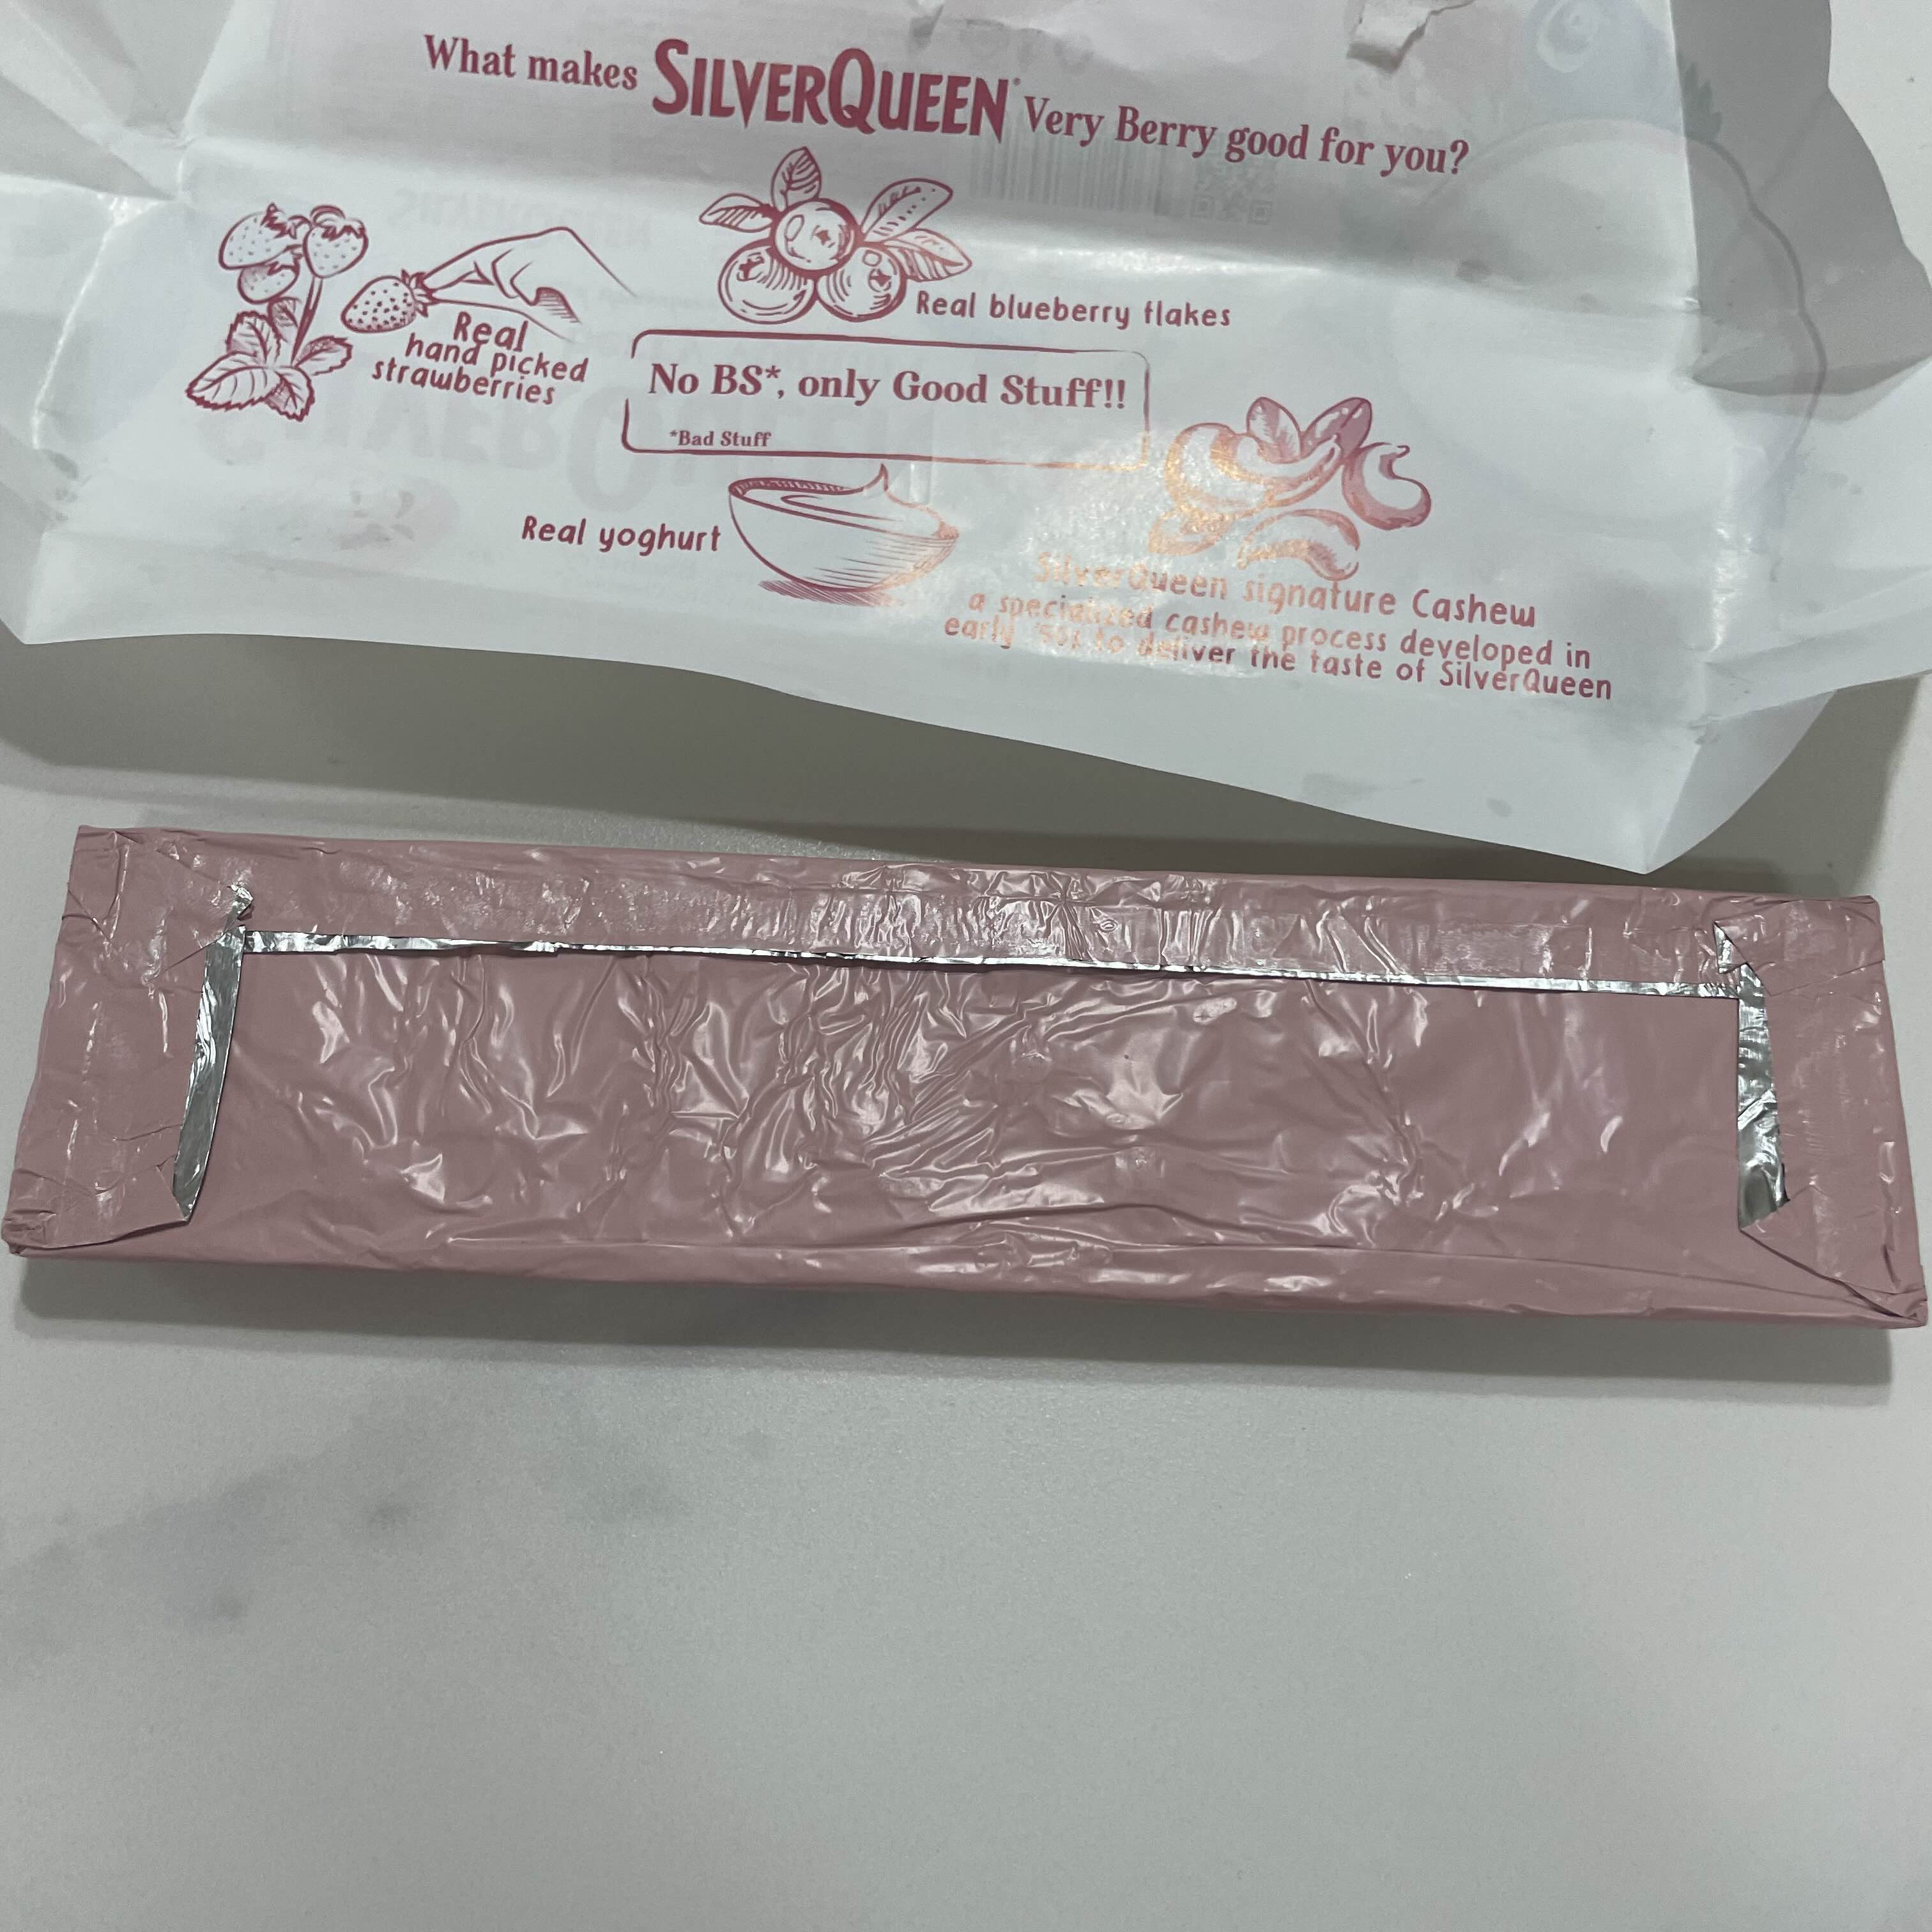 What makes SILVERQUEEN® Very Berry good for you?
Real blueberry flakes
Real
hand picked
strawberries
No BS*, only Good Stuff!!
*Bad Stuff
Real yoghurt
SilverQueen signature Cashew
a specialized cashew process developed in
early '50s to deliver the taste of SilverQueen